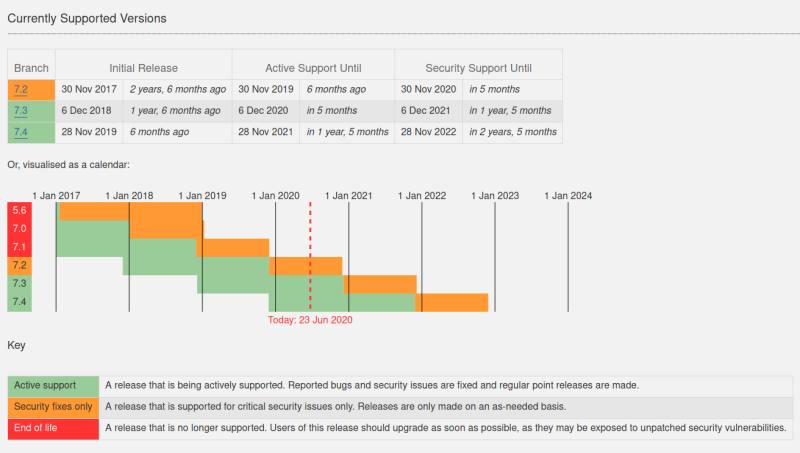 Currently Supported Versions
Branch Initial Release Active Support Until Security Support Until
7.2 30 Nov 2017 2 years, 6 months ago 30 Nov 2019 6 months ago 30 Nov 2020 in 5 months
7.3 6 Dec 2018 1 year, 6 months ago 6 Dec 2020 in 5 months 6 Dec 2021 in 1 year, 5 months
7.4 28 Nov 2019 6 months ago 28 Nov 2021 in 1 year, 5 months 28 Nov 2022 in 2 years, 5 months
Or, visualised as a calendar:
1 Jan 2017 1 Jan 2018 1 Jan 2019 1 Jan 2020 1 Jan 2021 1 Jan 2022 1 Jan 2023 1 Jan 2024
5.6
7.0
7.1
7.2
7.3
7.4
Today: 23 Jun 2020
Key
Active support A release that is being actively supported. Reported bugs and security issues are fixed and regular point releases are made.
Security fixes only A release that is supported for critical security issues only. Releases are only made on an as-needed basis.
End of life A release that is no longer supported. Users of this release should upgrade as soon as possible, as they may be exposed to unpatched security vulnerabilities.